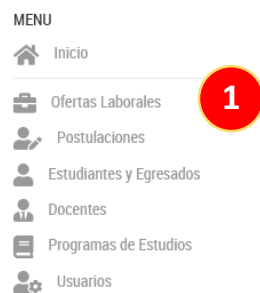 MENU
Inicio
Ofertas Laborales
1
Postulaciones
Estudiantes y Egresados
Docentes
Programas de Estudios
Usuarios